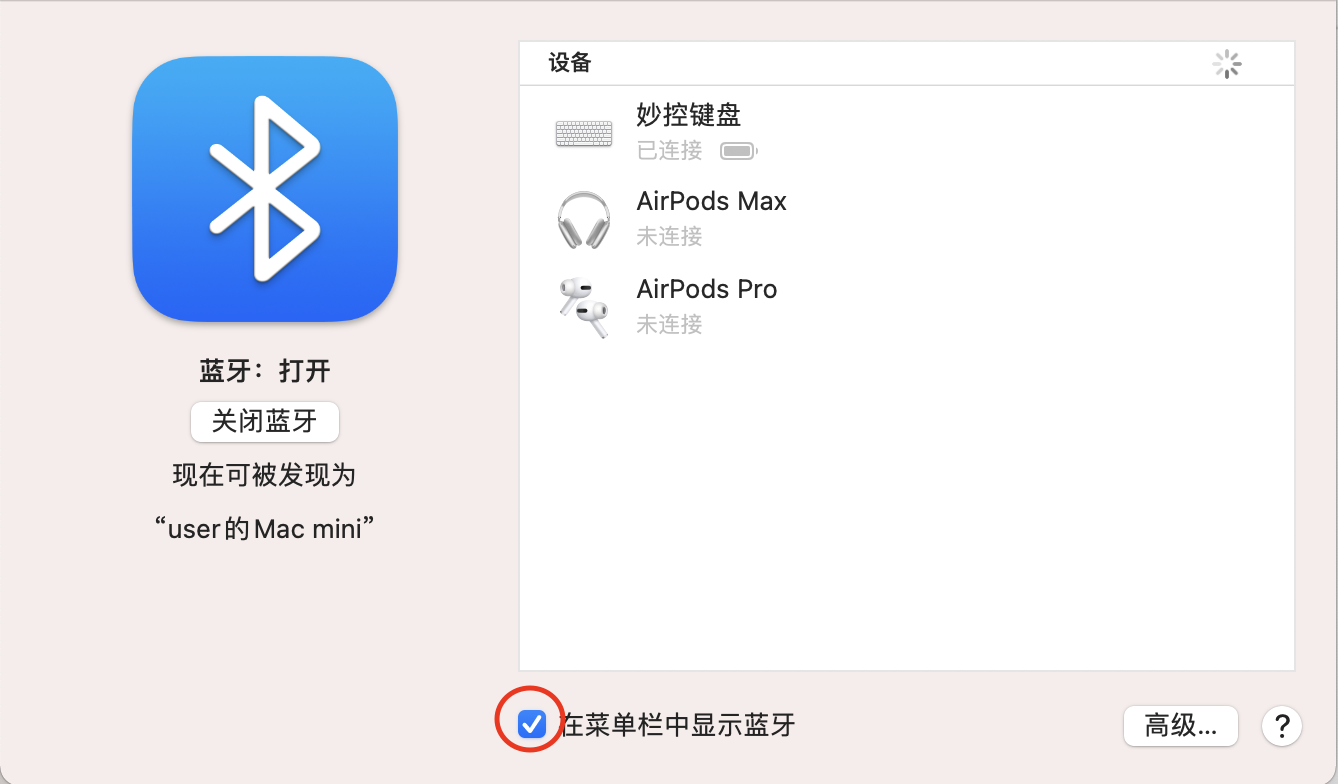 设备
妙控键盘
已连接
AirPods Max
未连接
AirPods Pro
未连接
蓝牙：打开
关闭蓝牙
现在可被发现为
“user的Mac mini”
在菜单栏中显示蓝牙
高级...
?